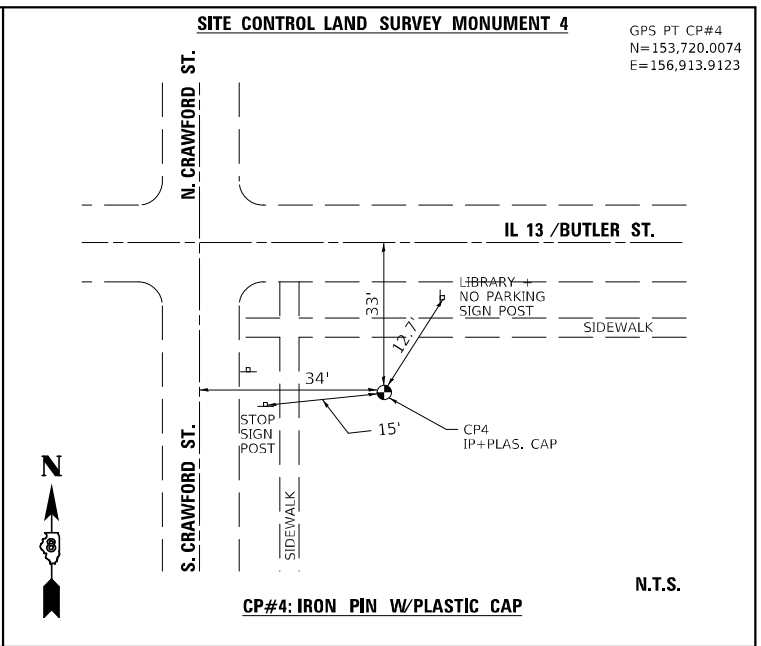 SITE CONTROL LAND SURVEY MONUMENT 4
GPS PT CP#4
N=153,720.0074
E=156,913.9123
N. CRAWFORD ST.
IL 13 /BUTLER ST.
LIBRARY +
NO PARKING
SIGN POST
33'
12.7'
SIDEWALK
34'
STOP
SIGN
POST
15'
CP4
IP+PLAS. CAP
S. CRAWFORD ST.
SIDEWALK
N
N.T.S.
CP#4: IRON PIN W/PLASTIC CAP